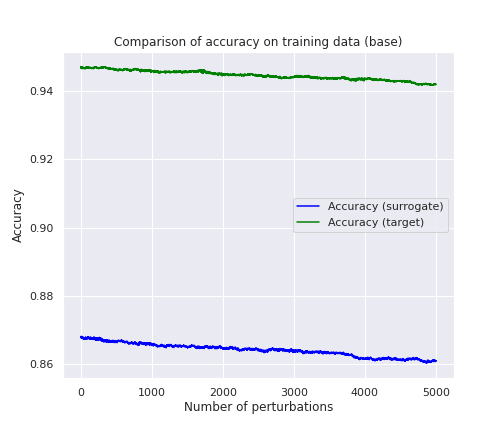 Comparison of accuracy on training data (base)
0.94
0.92
0.90
0.88
0.86
Accuracy
Accuracy (surrogate)
Accuracy (target)
0 1000 2000 3000 4000 5000
Number of perturbations